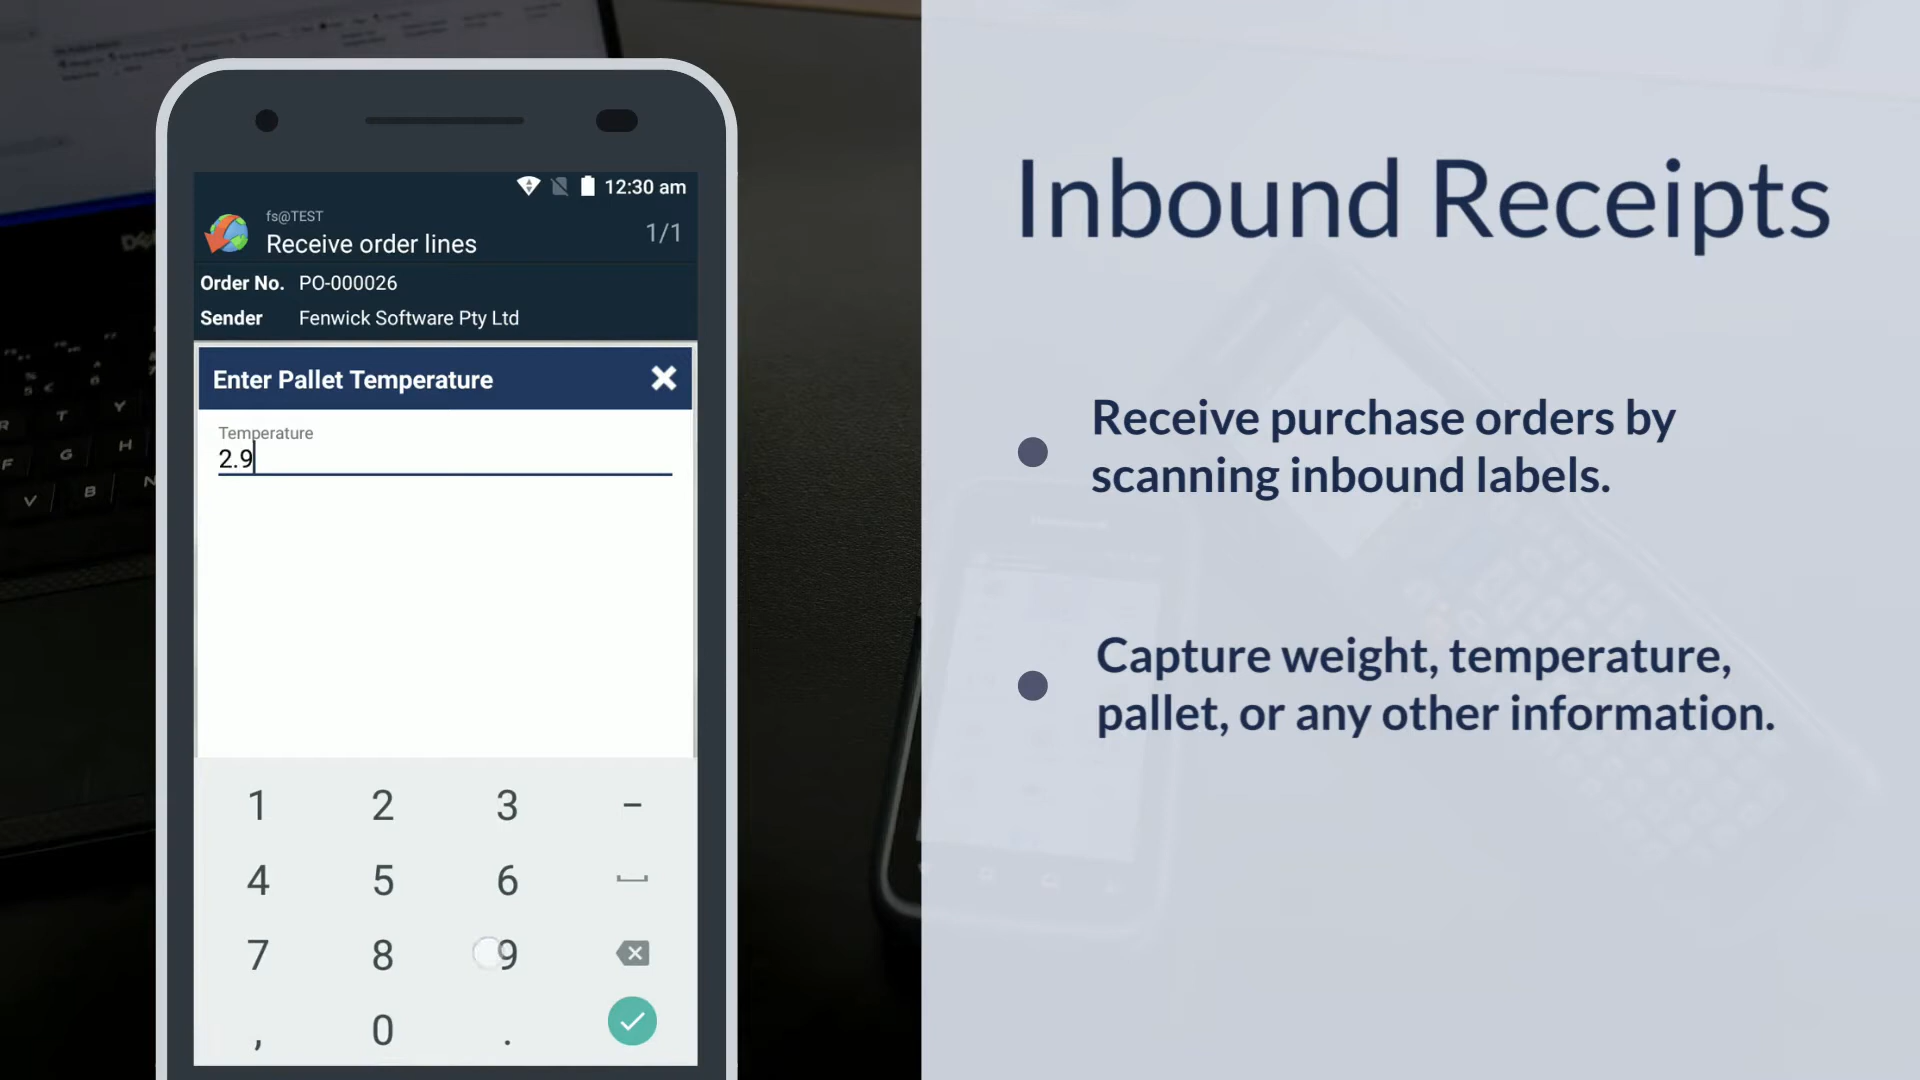 12:30 am
fs@TEST
Receive order lines
1/1
Order No. PO-000026
Sender Fenwick Software Pty Ltd
Enter Pallet Temperature
Temperature
2.9
1 2 3 –
4 5 6
7 8 9
, 0 .
Inbound Receipts
Receive purchase orders by
scanning inbound labels.
Capture weight, temperature,
pallet, or any other information.